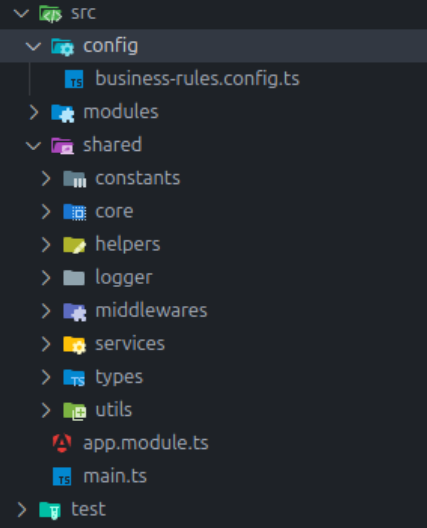 src
config
business-rules.config.ts
modules
shared
constants
core
helpers
logger
middlewares
services
types
utils
app.module.ts
main.ts
test